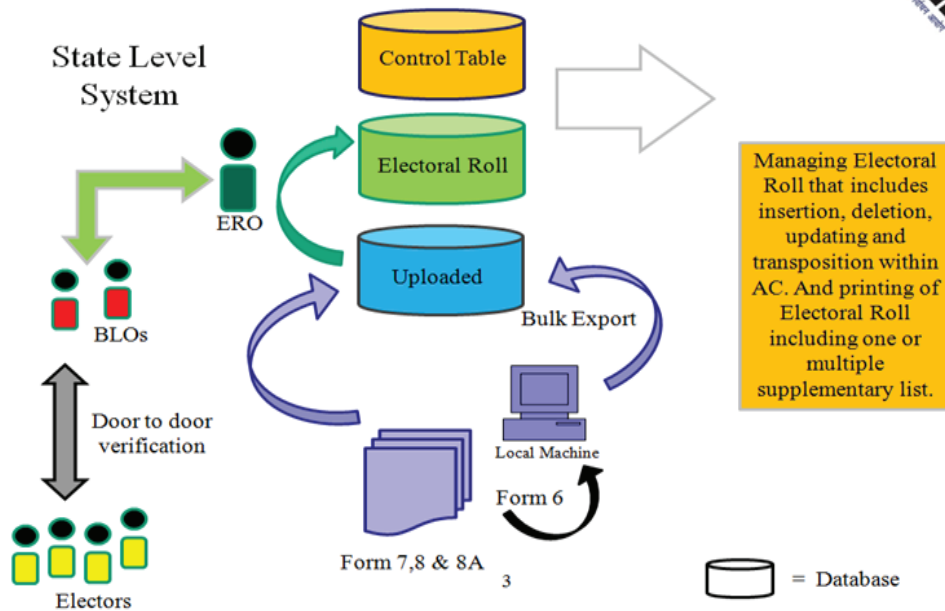 State Level
System
Control Table
Electoral Roll
ERO
Uploaded
BLOs
Bulk Export
Managing Electoral
Roll that includes
insertion, deletion,
updating and
transposition within
AC. And printing of
Electoral Roll
including one or
multiple
supplementary list.
Door to door
verification
Local Machine
Form 6
Form 7,8 & 8A
3
Electors
= Database